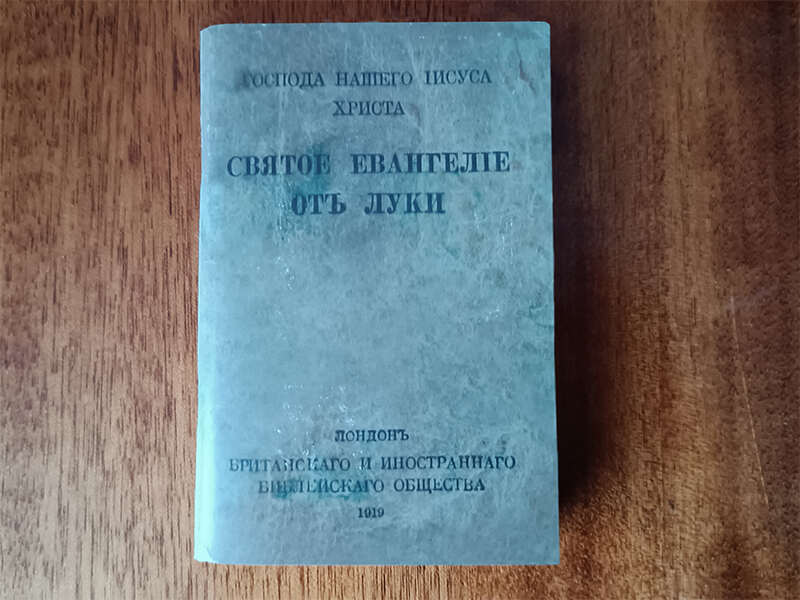 ГОСПОДА НАШЕГО ІИСУСА
ХРИСТА
СВЯТОЕ ЕВАНГЕЛІЕ
ОТЪ ЛУКИ
ЛОНДОНЪ
БРИТАНСКАГО И ИНОСТРАННАГО
БИБЛЕЙСКАГО ОБЩЕСТВА
1919